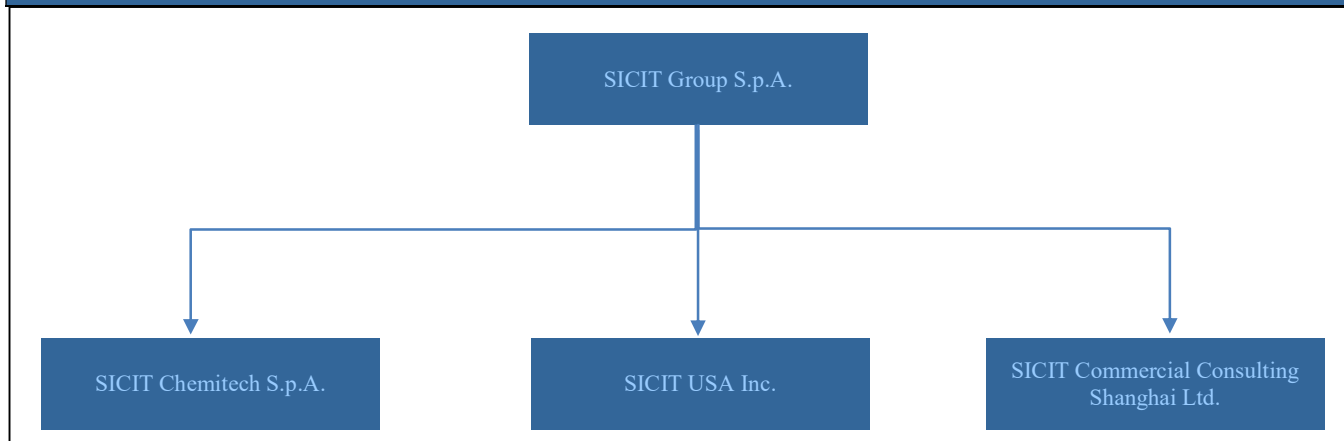 SICIT Group S.p.A.
SICIT Chemitech S.p.A.
SICIT USA Inc.
SICIT Commercial Consulting
Shanghai Ltd.